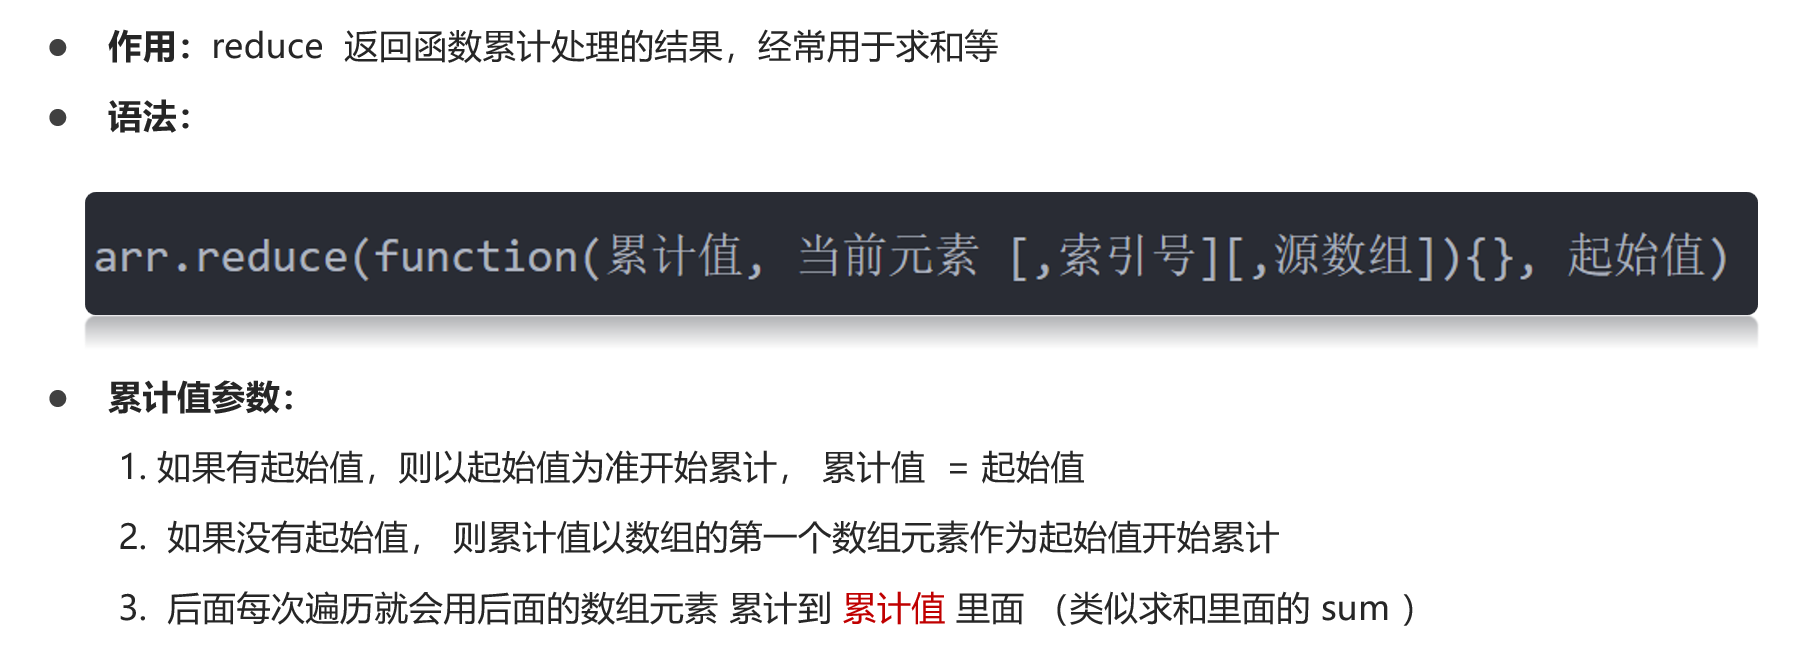 ● 作用：reduce 返回函数累计处理的结果，经常用于求和等
● 语法：
arr.reduce(function(累计值, 当前元素 [,索引号][,源数组]){}, 起始值)
● 累计值参数：
1. 如果有起始值，则以起始值为准开始累计， 累计值 = 起始值
2. 如果没有起始值， 则累计值以数组的第一个数组元素作为起始值开始累计
3. 后面每次遍历就会用后面的数组元素 累计到 累计值 里面 （类似求和里面的 sum ）